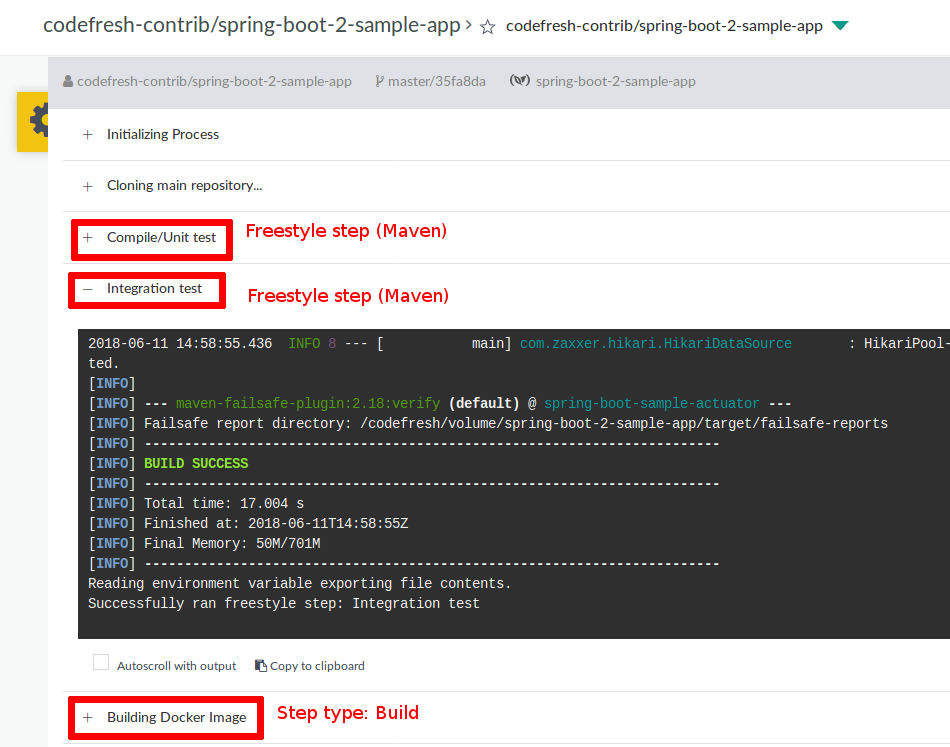 codefresh-contrib/spring-boot-2-sample-app > codefresh-contrib/spring-boot-2-sample-app
codefresh-contrib/spring-boot-2-sample-app master/35fa8da spring-boot-2-sample-app
+ Initializing Process
+ Cloning main repository...
+ Compile/Unit test Freestyle step (Maven)
− Integration test Freestyle step (Maven)
2018-06-11 14:58:55.436  INFO 8 --- [           main] com.zaxxer.hikari.HikariDataSource       : HikariPool-
ted.
[INFO]
[INFO] --- maven-failsafe-plugin:2.18:verify (default) @ spring-boot-sample-actuator ---
[INFO] Failsafe report directory: /codefresh/volume/spring-boot-2-sample-app/target/failsafe-reports
[INFO] ------------------------------------------------------------------------
[INFO] BUILD SUCCESS
[INFO] ------------------------------------------------------------------------
[INFO] Total time: 17.004 s
[INFO] Finished at: 2018-06-11T14:58:55Z
[INFO] Final Memory: 50M/701M
[INFO] ------------------------------------------------------------------------
Reading environment variable exporting file contents.
Successfully ran freestyle step: Integration test
Autoscroll with output Copy to clipboard
+ Building Docker Image Step type: Build